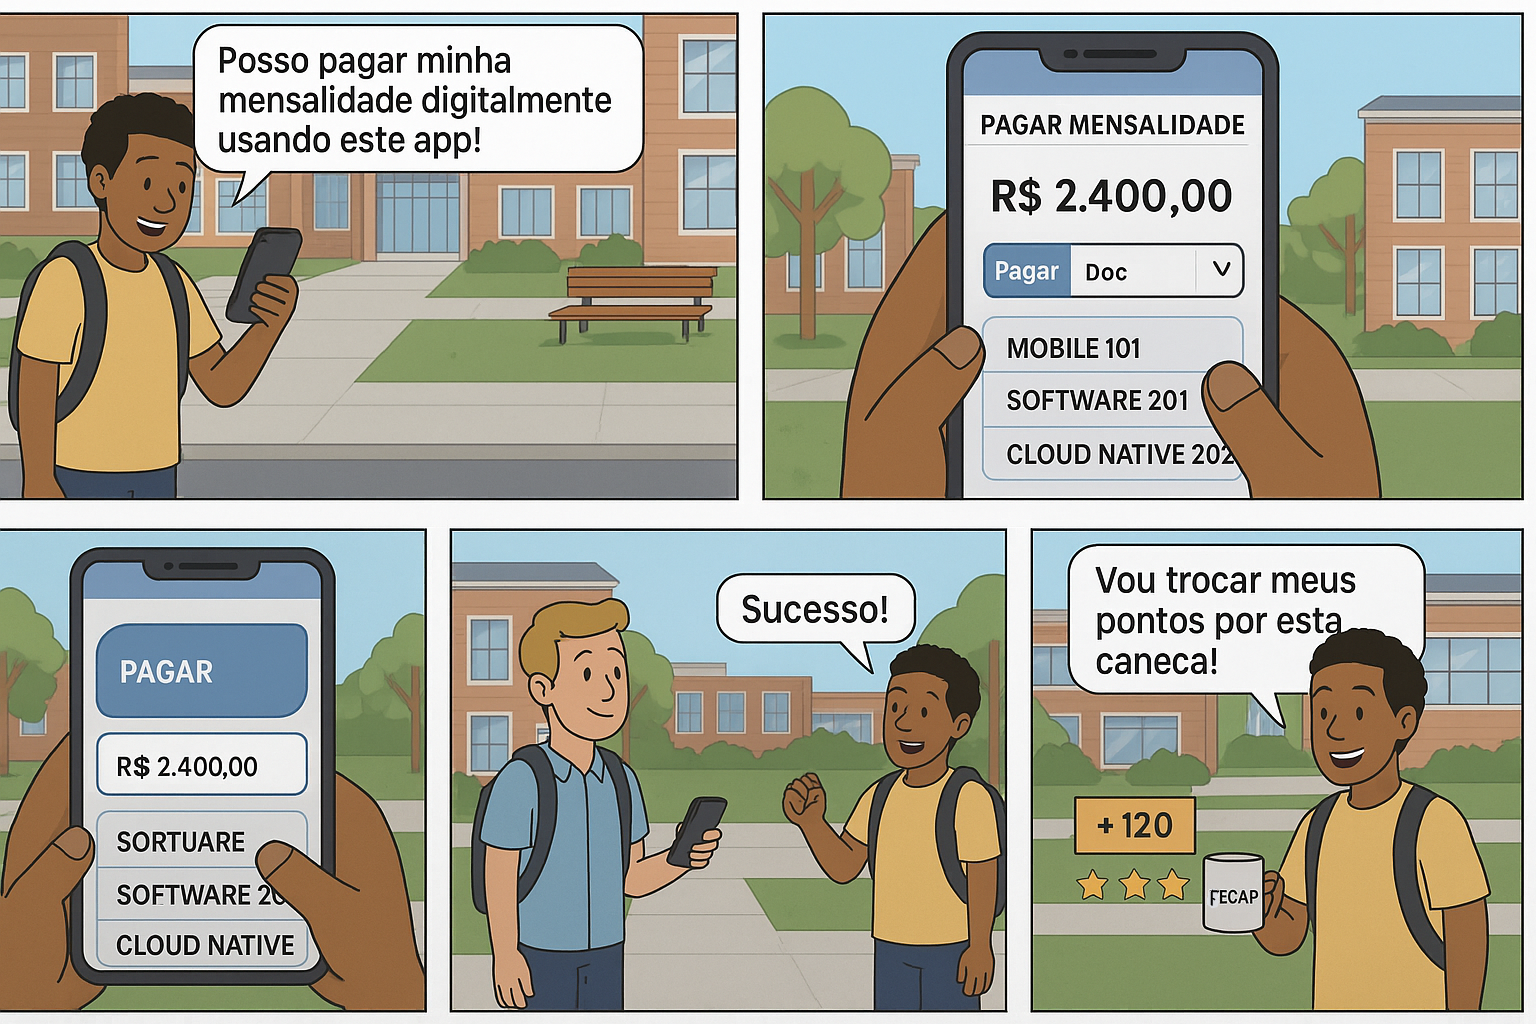 Posso pagar minha
mensalidade digitalmente
usando este app!
PAGAR MENSALIDADE
R$ 2.400,00
Pagar Doc
MOBILE 101
SOFTWARE 201
CLOUD NATIVE 202
PAGAR
R$ 2.400,00
SORTUARE
SOFTWARE 20
CLOUD NATIVE
Sucesso!
Vou trocar meus
pontos por esta
caneca!
+ 120
FECAP